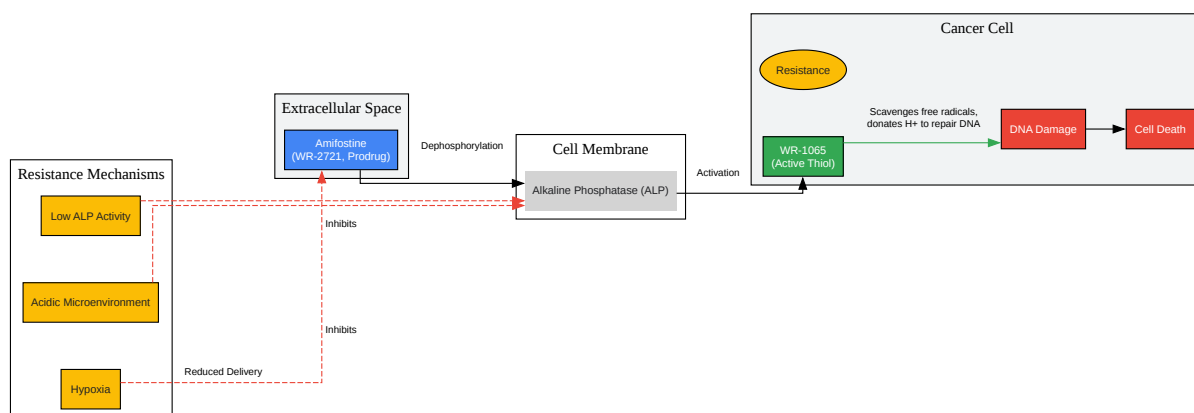 Cancer Cell
Resistance
Scavenges free radicals,
donates H+ to repair DNA
DNA Damage
Cell Death
WR-1065
(Active Thiol)
Extracellular Space
Amifostine
(WR-2721, Prodrug)
Dephosphorylation
Cell Membrane
Alkaline Phosphatase (ALP)
Activation
Resistance Mechanisms
Low ALP Activity
Inhibits
Acidic Microenvironment
Inhibits
Reduced Delivery
Hypoxia